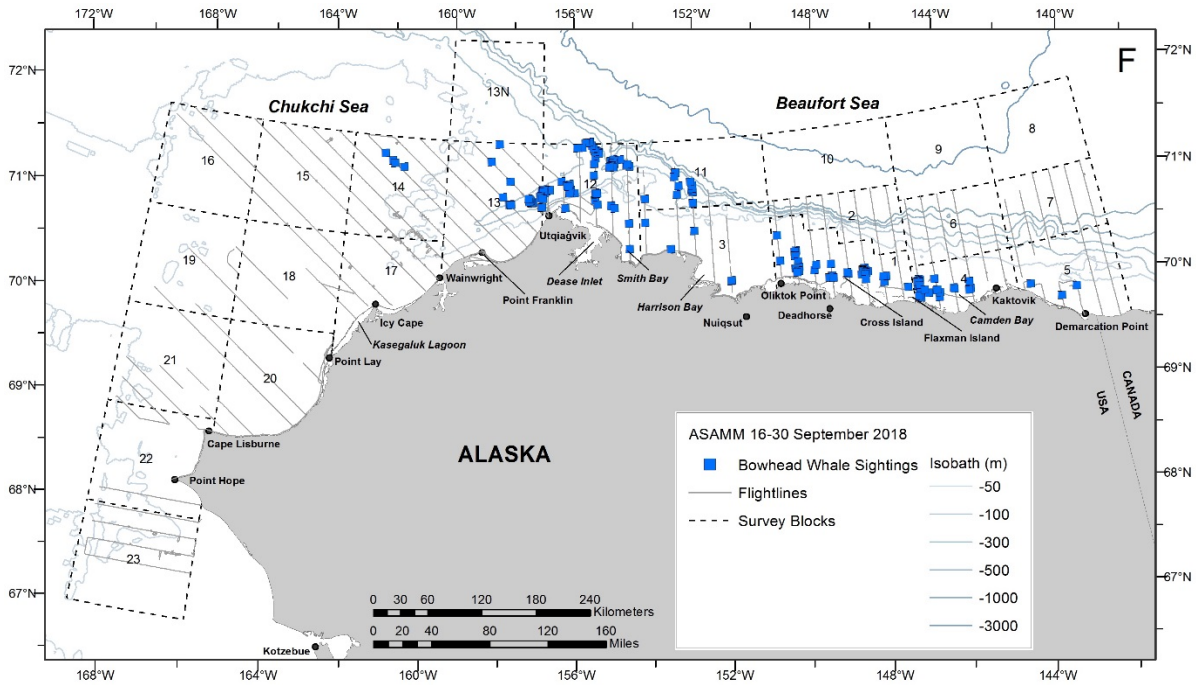 172°W 168°W 164°W 160°W 156°W 152°W 148°W 144°W 140°W
F
72°N 72°N
Chukchi Sea
Beaufort Sea
13N
8
9
10
11
16
15
14
12
13
71°N 71°N
2
6
7
3
1
4
5
Utqiaġvik
19
18
17
70°N 70°N
Wainwright
Point Franklin
Dease Inlet
Smith Bay
Harrison Bay
Oliktok Point
Nuiqsut
Deadhorse
Cross Island
Flaxman Island
Camden Bay
Kaktovik
Demarcation Point
Icy Cape
Kasegaluk Lagoon
Point Lay
21
20
69°N 69°N
USA
CANADA
Cape Lisburne
22
Point Hope
68°N 68°N
ALASKA
23
67°N 67°N
Kotzebue
ASAMM 16-30 September 2018
Bowhead Whale Sightings
Flightlines
Survey Blocks
Isobath (m)
-50
-100
-300
-500
-1000
-3000
0 30 60 120 180 240
Kilometers
0 20 40 80 120 160
Miles
168°W 164°W 160°W 156°W 152°W 148°W 144°W